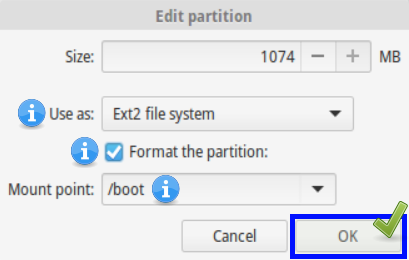 Edit partition
Size: 1074 − + MB
Use as: Ext2 file system
Format the partition:
Mount point: /boot
Cancel OK